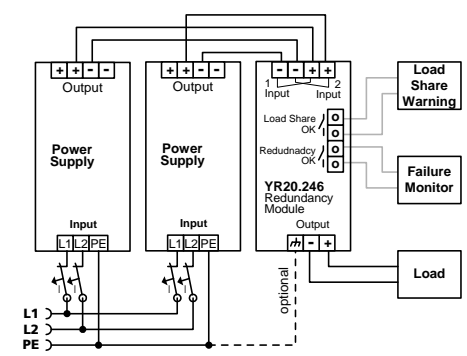 + + - -
Output
Power
Supply
Input
L1 L2 PE
+ + - -
Output
Power
Supply
Input
L1 L2 PE
- - + +
1 2
Input Input
Load Share
OK
Redudnadcy
OK
YR20.246
Redundancy
Module
Output
- +
Load
Share
Warning
Failure
Monitor
Load
optional
I I I I
L1
L2
PE